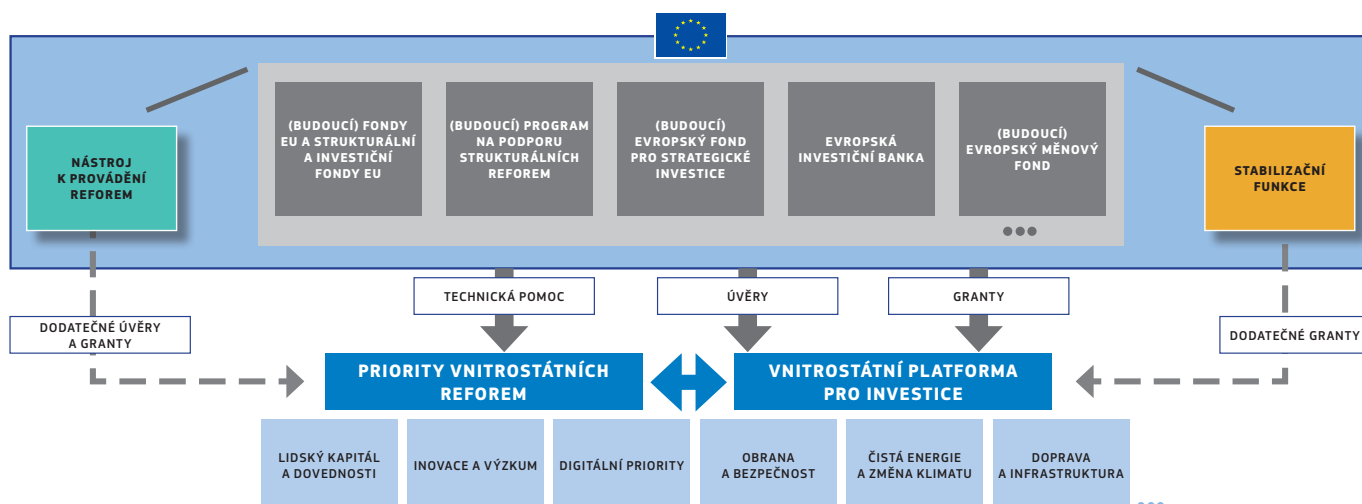 (BUDOUCÍ) FONDY
EU A STRUKTURÁLNÍ
A INVESTIČNÍ
FONDY EU
(BUDOUCÍ) PROGRAM
NA PODPORU
STRUKTURÁLNÍCH
REFOREM
(BUDOUCÍ)
EVROPSKÝ FOND
PRO STRATEGICKÉ
INVESTICE
EVROPSKÁ
INVESTIČNÍ BANKA
(BUDOUCÍ)
EVROPSKÝ MĚNOVÝ
FOND
NÁSTROJ
K PROVÁDĚNÍ
REFOREM
STABILIZAČNÍ
FUNKCE
TECHNICKÁ POMOC
ÚVĚRY
GRANTY
DODATEČNÉ ÚVĚRY
A GRANTY
DODATEČNÉ GRANTY
PRIORITY VNITROSTÁTNÍCH
REFOREM
VNITROSTÁTNÍ PLATFORMA
PRO INVESTICE
LIDSKÝ KAPITÁL
A DOVEDNOSTI
INOVACE A VÝZKUM
DIGITÁLNÍ PRIORITY
OBRANA
A BEZPEČNOST
ČISTÁ ENERGIE
A ZMĚNA KLIMATU
DOPRAVA
A INFRASTRUKTURA